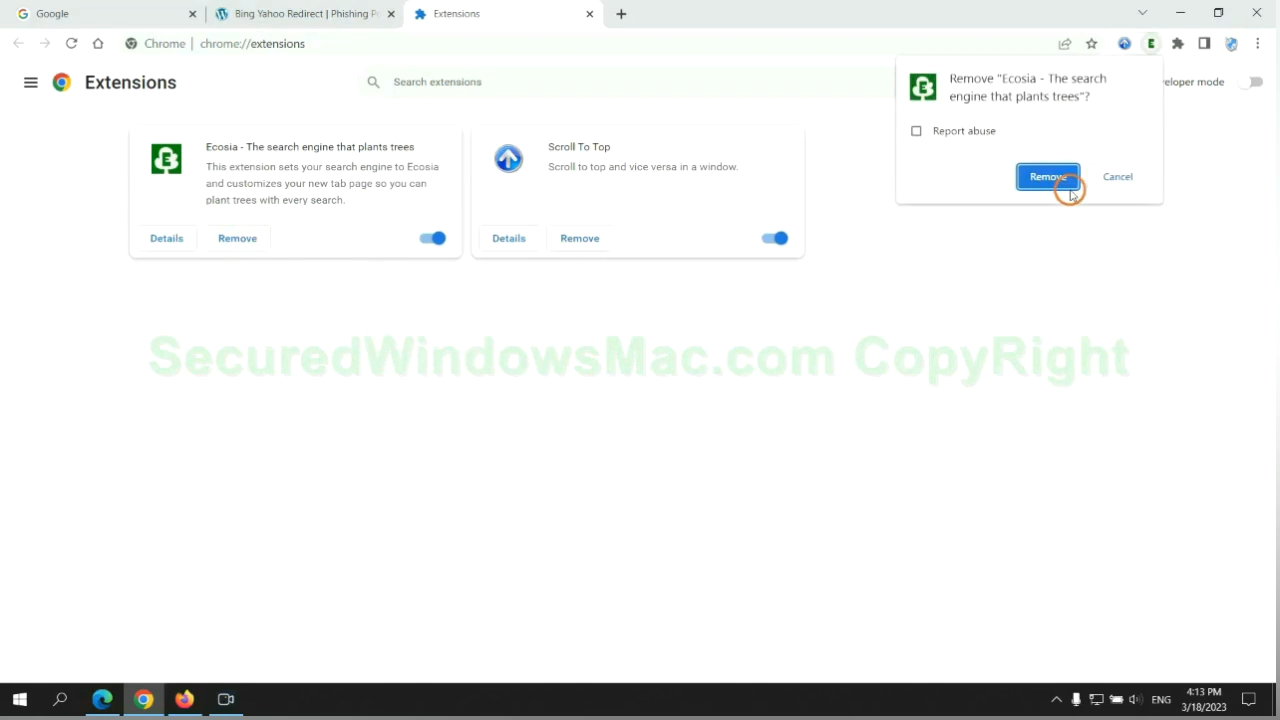 Google
Bing Yahoo Redirect | Phishing P
Extensions
Chrome | chrome://extensions
Extensions
Search extensions
eloper mode
Remove "Ecosia - The search
engine that plants trees"?
Report abuse
Remove
Cancel
Ecosia - The search engine that plants trees
This extension sets your search engine to Ecosia
and customizes your new tab page so you can
plant trees with every search.
Details
Remove
Scroll To Top
Scroll to top and vice versa in a window.
Details
Remove
SecuredWindowsMac.com CopyRight
ENG
4:13 PM
3/18/2023